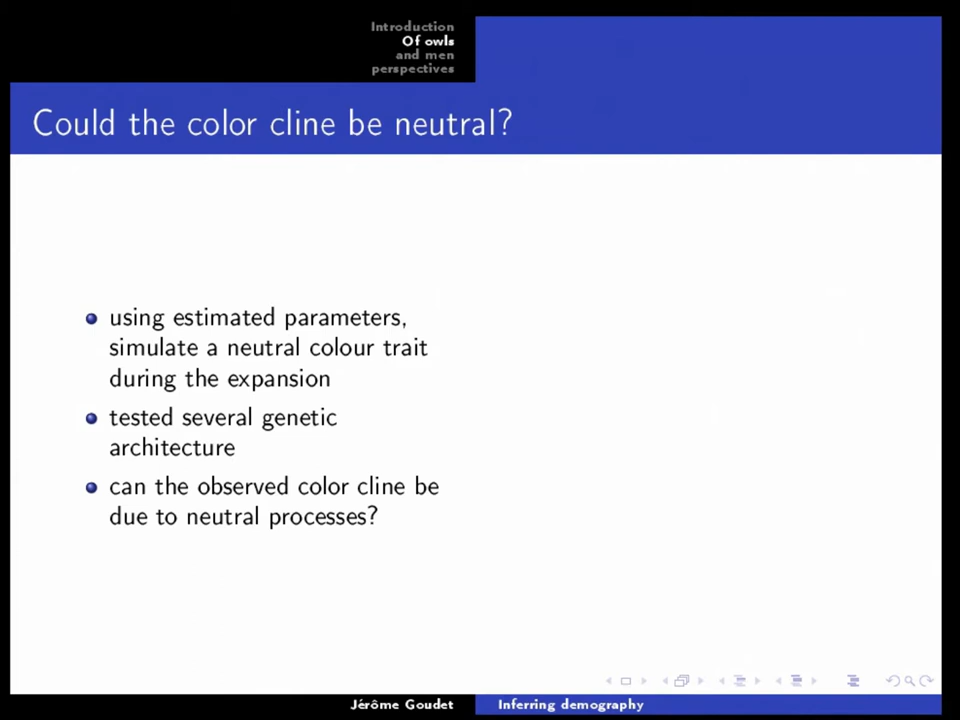 Introduction
Of owls
and men
perspectives
Could the color cline be neutral?
using estimated parameters,
simulate a neutral colour trait
during the expansion
tested several genetic
architecture
can the observed color cline be
due to neutral processes?
Jérôme Goudet
Inferring demography